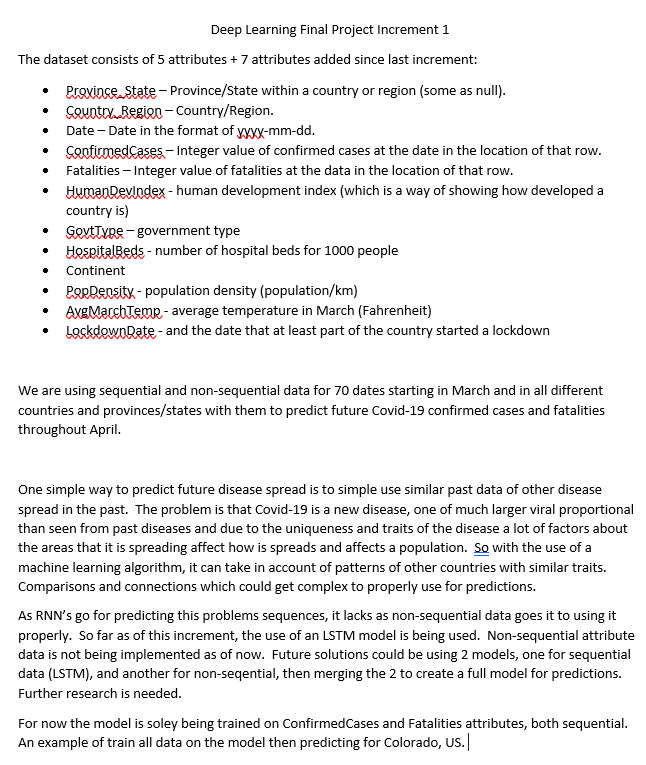 Deep Learning Final Project Increment 1
The dataset consists of 5 attributes + 7 attributes added since last increment:
• Province_State – Province/State within a country or region (some as null).
• Country_Region – Country/Region.
• Date – Date in the format of yyyy-mm-dd.
• ConfirmedCases – Integer value of confirmed cases at the date in the location of that row.
• Fatalities – Integer value of fatalities at the data in the location of that row.
• HumanDevIndex - human development index (which is a way of showing how developed a
country is)
• GovtType – government type
• HospitalBeds - number of hospital beds for 1000 people
• Continent
• PopDensity - population density (population/km)
• AvgMarchTemp - average temperature in March (Fahrenheit)
• LockdownDate - and the date that at least part of the country started a lockdown
We are using sequential and non-sequential data for 70 dates starting in March and in all different
countries and provinces/states with them to predict future Covid-19 confirmed cases and fatalities
throughout April.
One simple way to predict future disease spread is to simple use similar past data of other disease
spread in the past.  The problem is that Covid-19 is a new disease, one of much larger viral proportional
than seen from past diseases and due to the uniqueness and traits of the disease a lot of factors about
the areas that it is spreading affect how is spreads and affects a population.  So with the use of a
machine learning algorithm, it can take in account of patterns of other countries with similar traits.
Comparisons and connections which could get complex to properly use for predictions.
As RNN's go for predicting this problems sequences, it lacks as non-sequential data goes it to using it
properly.  So far as of this increment, the use of an LSTM model is being used.  Non-sequential attribute
data is not being implemented as of now.  Future solutions could be using 2 models, one for sequential
data (LSTM), and another for non-seqential, then merging the 2 to create a full model for predictions.
Further research is needed.
For now the model is soley being trained on ConfirmedCases and Fatalities attributes, both sequential.
An example of train all data on the model then predicting for Colorado, US.